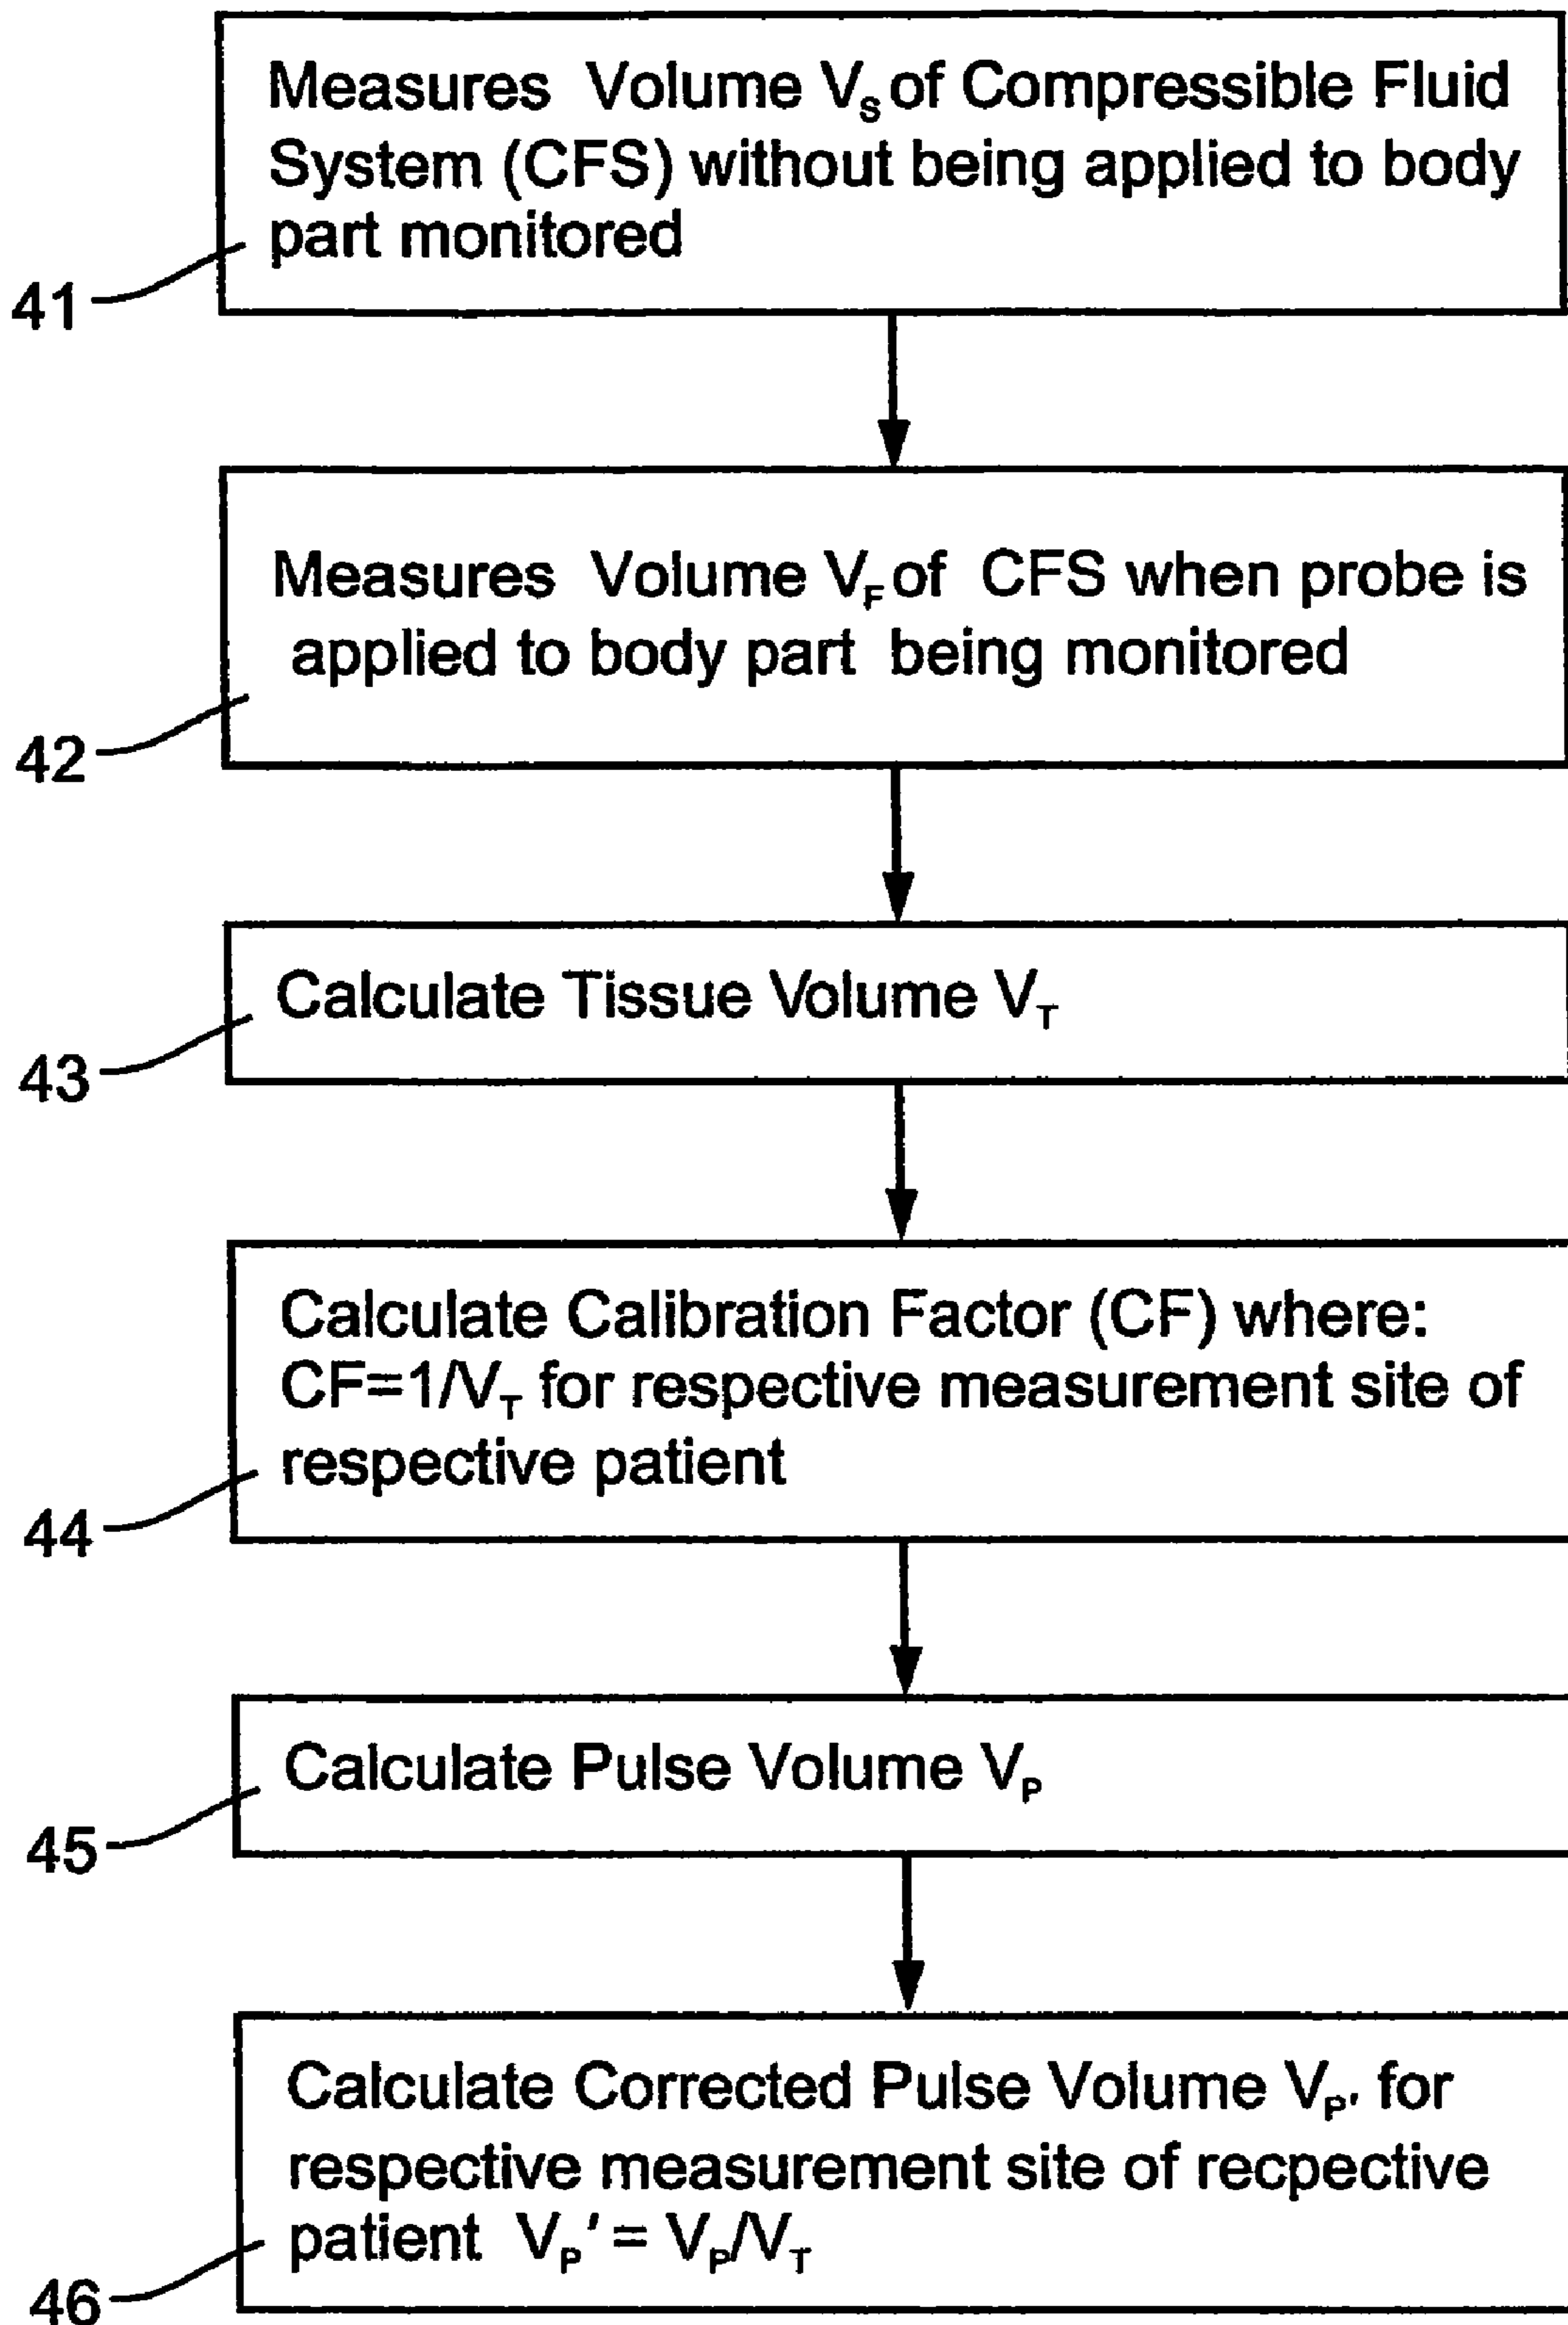 Measures Volume Vs of Compressible Fluid
System (CFS) without being applied to body
part monitored
41
Measures Volume VF of CFS when probe is
applied to body part being monitored
42
Calculate Tissue Volume VT
43
Calculate Calibration Factor (CF) where:
CF=1/VT for respective measurement site of
respective patient
44
Calculate Pulse Volume VP
45
Calculate Corrected Pulse Volume VP' for
respective measurement site of recpective
patient VP' = VP/VT
46